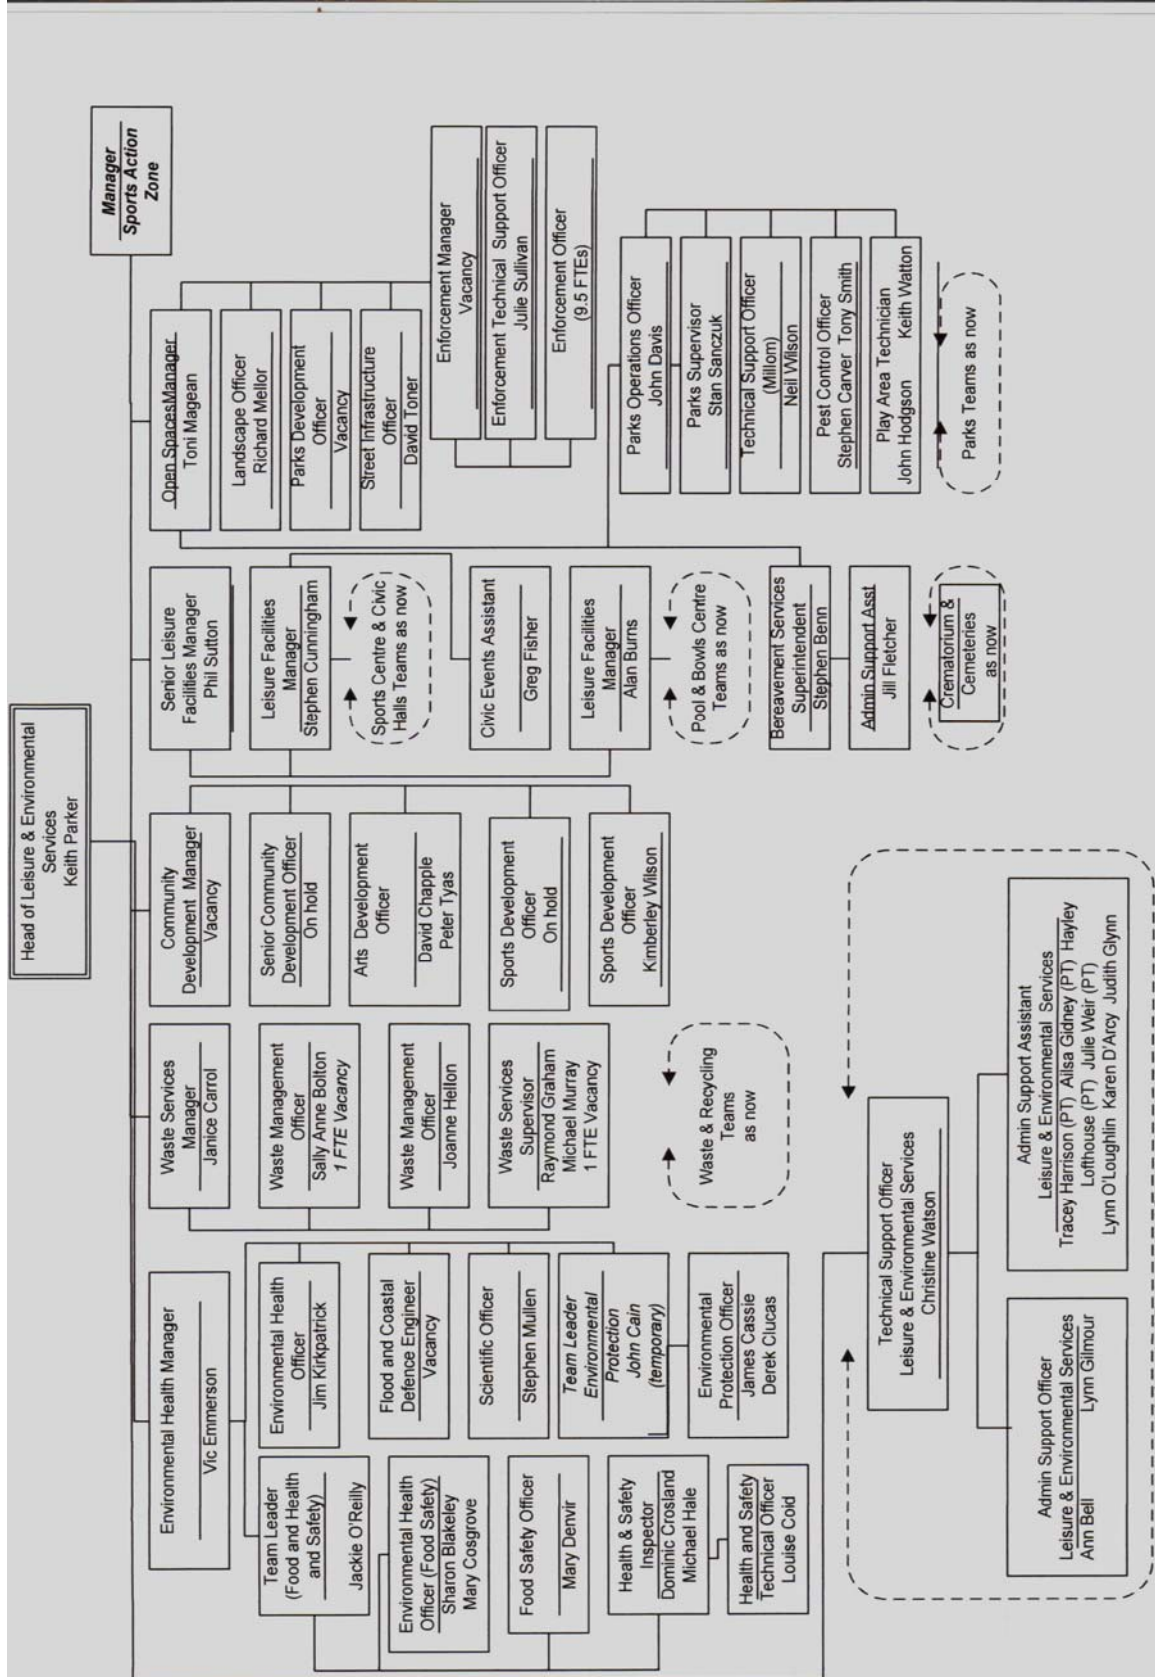 Head of Leisure & Environmental
Services
Keith Parker
Manager
Sports Action
Zone
Environmental Health Manager
Vic Emmerson
Team Leader
(Food and Health
and Safety)
Jackie O'Reilly
Environmental Health
Officer (Food Safety)
Sharon Blakeley
Mary Cosgrove
Food Safety Officer
Mary Denvir
Health & Safety
Inspector
Dominic Crosland
Michael Hale
Health and Safety
Technical Officer
Louise Coid
Environmental Health
Officer
Jim Kirkpatrick
Flood and Coastal
Defence Engineer
Vacancy
Scientific Officer
Stephen Mullen
Team Leader
Environmental
Protection
John Cain
(temporary)
Environmental
Protection Officer
James Cassie
Derek Clucas
Waste Services
Manager
Janice Carrol
Waste Management
Officer
Sally Anne Bolton
1 FTE Vacancy
Waste Management
Officer
Joanne Hellon
Waste Services
Supervisor
Raymond Graham
Michael Murray
1 FTE Vacancy
Waste & Recycling
Teams
as now
Community
Development Manager
Vacancy
Senior Community
Development Officer
On hold
Arts Development
Officer
David Chapple
Peter Tyas
Sports Development
Officer
On hold
Sports Development
Officer
Kimberley Wilson
Senior Leisure
Facilities Manager
Phil Sutton
Leisure Facilities
Manager
Stephen Cunningham
Sports Centre & Civic
Halls Teams as now
Civic Events Assistant
Greg Fisher
Leisure Facilities
Manager
Alan Burns
Pool & Bowls Centre
Teams as now
Bereavement Services
Superintendent
Stephen Benn
Admin Support Asst
Jill Fletcher
Crematorium &
Cemeteries
as now
Open SpacesManager
Toni Magean
Landscape Officer
Richard Mellor
Parks Development
Officer
Vacancy
Street Infrastructure
Officer
David Toner
Enforcement Manager
Vacancy
Enforcement Technical Support Officer
Julie Sullivan
Enforcement Officer
(9.5 FTEs)
Parks Operations Officer
John Davis
Parks Supervisor
Stan Sanczuk
Technical Support Officer
(Millom)
Neil Wilson
Pest Control Officer
Stephen Carver Tony Smith
Play Area Technician
John Hodgson Keith Watton
Parks Teams as now
Technical Support Officer
Leisure & Environmental Services
Christine Watson
Admin Support Officer
Leisure & Environmental Services
Ann Bell Lynn Gilmour
Admin Support Assistant
Leisure & Environmental Services
Tracey Harrison (PT) Ailsa Gidney (PT) Hayley
Lofthouse (PT) Julie Weir (PT)
Lynn O'Loughlin Karen D'Arcy Judith Glynn